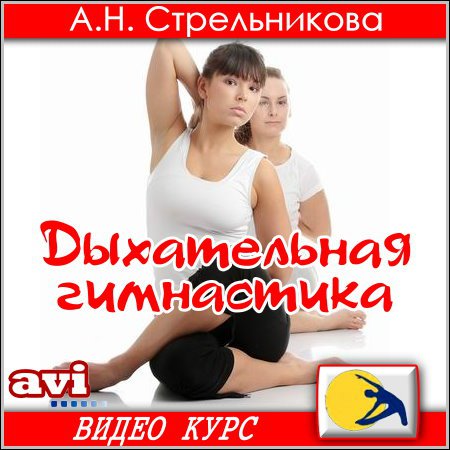 А.Н. Стрельникова
Дыхательная
гимнастика
avi
ВИДЕО КУРС